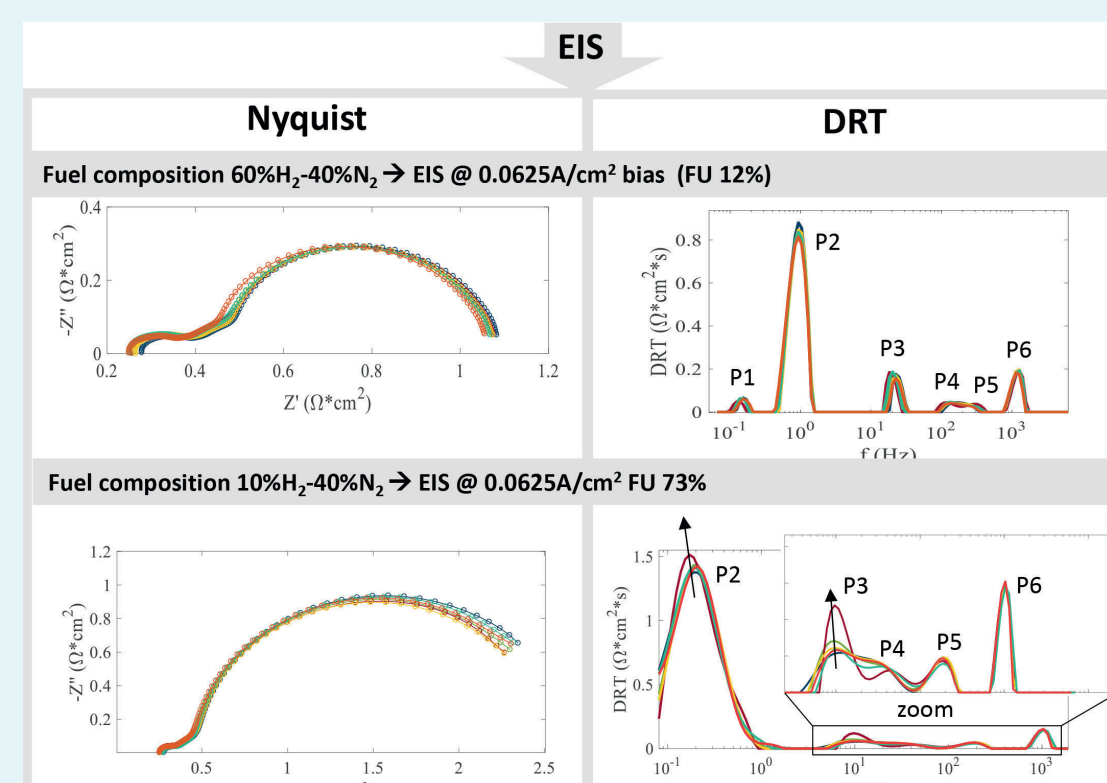 EIS
Nyquist
DRT
Fuel composition 60%H₂-40%N₂ → EIS @ 0.0625A/cm² bias (FU 12%)
0.4
0.2
0
0.2
0.4
0.6
0.8
1
1.2
-Z'' (Ω*cm²)
Z' (Ω*cm²)
0.8
0.6
0.4
0.2
0
DRT (Ω*cm²*s)
P1
P2
P3
P4
P5
P6
10⁻¹
10⁰
10¹
10²
10³
f (Hz)
Fuel composition 10%H₂-40%N₂ → EIS @ 0.0625A/cm² FU 73%
1.2
1
0.8
0.6
0.4
0.2
-Z'' (Ω*cm²)
0.5
1
1.5
2
2.5
1.5
1
0.5
0
DRT (Ω*cm²*s)
P2
P3
P4
P5
P6
zoom
10⁻¹
10⁰
10¹
10²
10³